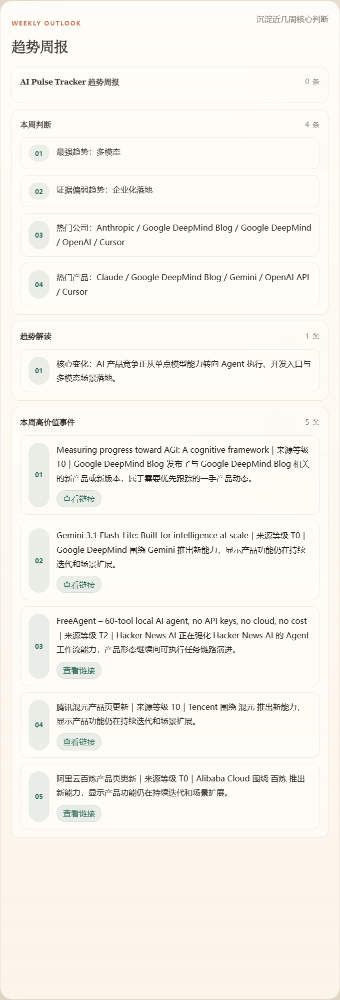 WEEKLY OUTLOOK
沉淀近几周核心判断
趋势周报
AI Pulse Tracker 趋势周报
0 条
本周判断
4 条
01
最强趋势：多模态
02
证据偏弱趋势：企业化落地
03
热门公司：Anthropic / Google DeepMind Blog / Google DeepMind
/ OpenAI / Cursor
04
热门产品：Claude / Google DeepMind Blog / Gemini / OpenAI API
/ Cursor
趋势解读
1 条
01
核心变化：AI 产品竞争正从单点模型能力转向 Agent 执行、开发入口与
多模态场景落地。
本周高价值事件
5 条
01
Measuring progress toward AGI: A cognitive framework | 来源等级
T0 | Google DeepMind Blog 发布了与 Google DeepMind Blog 相关
的新产品或新版本，属于需要优先跟踪的一手产品动态。
查看链接
02
Gemini 3.1 Flash-Lite: Built for intelligence at scale | 来源等级 T0 |
Google DeepMind 围绕 Gemini 推出新能力，显示产品功能仍在持续
迭代和场景扩展。
查看链接
03
FreeAgent – 60-tool local AI agent, no API keys, no cloud, no cost
| 来源等级 T2 | Hacker News AI 正在强化 Hacker News AI 的 Agent
工作流能力，产品形态继续向可执行任务链路演进。
查看链接
04
腾讯混元产品页更新 | 来源等级 T0 | Tencent 围绕 混元 推出新能力，
显示产品功能仍在持续迭代和场景扩展。
查看链接
05
阿里云百炼产品页更新 | 来源等级 T0 | Alibaba Cloud 围绕 百炼 推出
新能力，显示产品功能仍在持续迭代和场景扩展。
查看链接